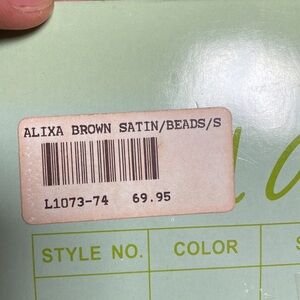 ALIXA BROWN SATIN/BEADS/S
L1073-74 69.95
STYLE NO. COLOR S